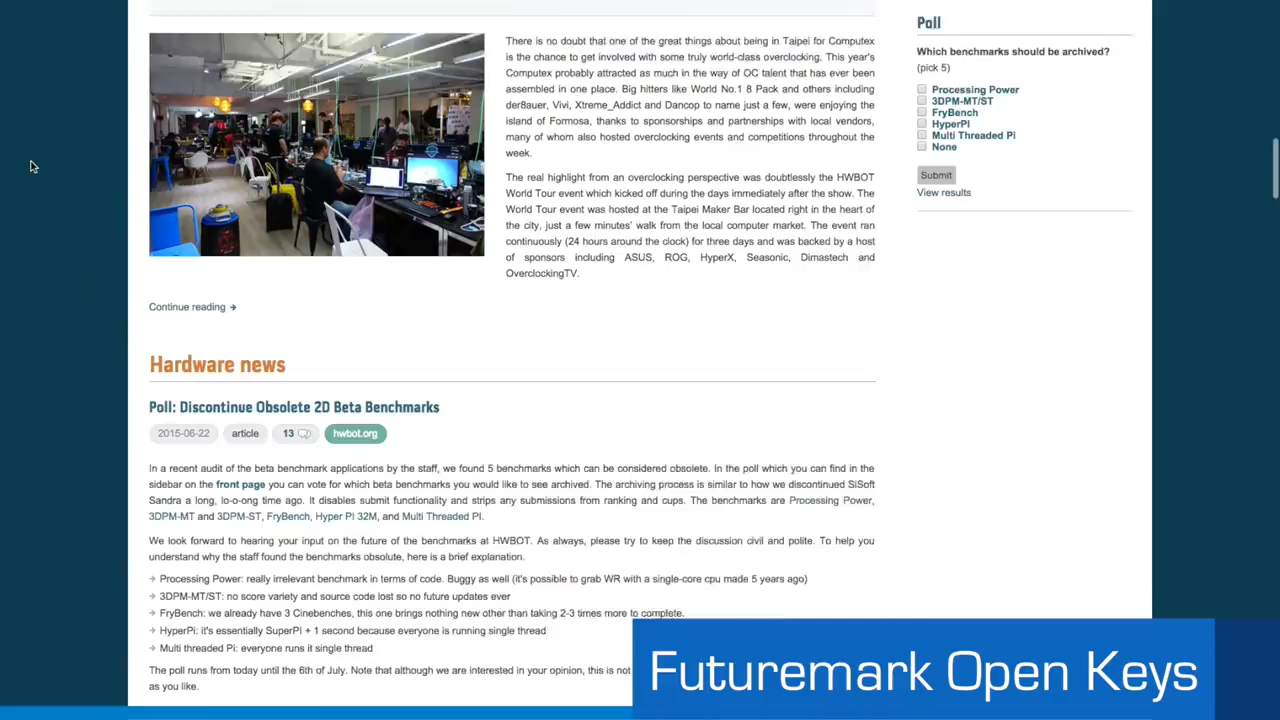 There is no doubt that one of the great things about being in Taipei for Computex
is the chance to get involved with some truly world-class overclocking. This year's
Computex probably attracted as much in the way of OC talent that has ever been
assembled in one place. Big hitters like World No.1 8 Pack and others including
der8auer, Vivi, Xtreme_Addict and Dancop to name just a few, were enjoying the
island of Formosa, thanks to sponsorships and partnerships with local vendors,
many of whom also hosted overclocking events and competitions throughout the
week.
The real highlight from an overclocking perspective was doubtlessly the HWBOT
World Tour event which kicked off during the days immediately after the show. The
World Tour event was hosted at the Taipei Maker Bar located right in the heart of
the city, just a few minutes' walk from the local computer market. The event ran
continuously (24 hours around the clock) for three days and was backed by a host
of sponsors including ASUS, ROG, HyperX, Seasonic, Dimastech and
OverclockingTV.
Continue reading →
Poll
Which benchmarks should be archived?
(pick 5)
Processing Power
3DPM-MT/ST
FryBench
HyperPI
Multi Threaded Pi
None
Submit
View results
Hardware news
Poll: Discontinue Obsolete 2D Beta Benchmarks
2015-06-22 article 13 hwbot.org
In a recent audit of the beta benchmark applications by the staff, we found 5 benchmarks which can be considered obsolete. In the poll which you can find in the
sidebar on the front page you can vote for which beta benchmarks you would like to see archived. The archiving process is similar to how we discontinued SiSoft
Sandra a long, lo-o-ong time ago. It disables submit functionality and strips any submissions from ranking and cups. The benchmarks are Processing Power,
3DPM-MT and 3DPM-ST, FryBench, Hyper PI 32M, and Multi Threaded PI.
We look forward to hearing your input on the future of the benchmarks at HWBOT. As always, please try to keep the discussion civil and polite. To help you
understand why the staff found the benchmarks obsolete, here is a brief explanation.
Processing Power: really irrelevant benchmark in terms of code. Buggy as well (it's possible to grab WR with a single-core cpu made 5 years ago)
3DPM-MT/ST: no score variety and source code lost so no future updates ever
FryBench: we already have 3 Cinebenches, this one brings nothing new other than taking 2-3 times more to complete.
HyperPi: it's essentially SuperPi + 1 second because everyone is running single thread
Multi threaded Pi: everyone runs it single thread
The poll runs from today until the 6th of July. Note that although we are interested in your opinion, this is not
as you like.
Futuremark Open Keys